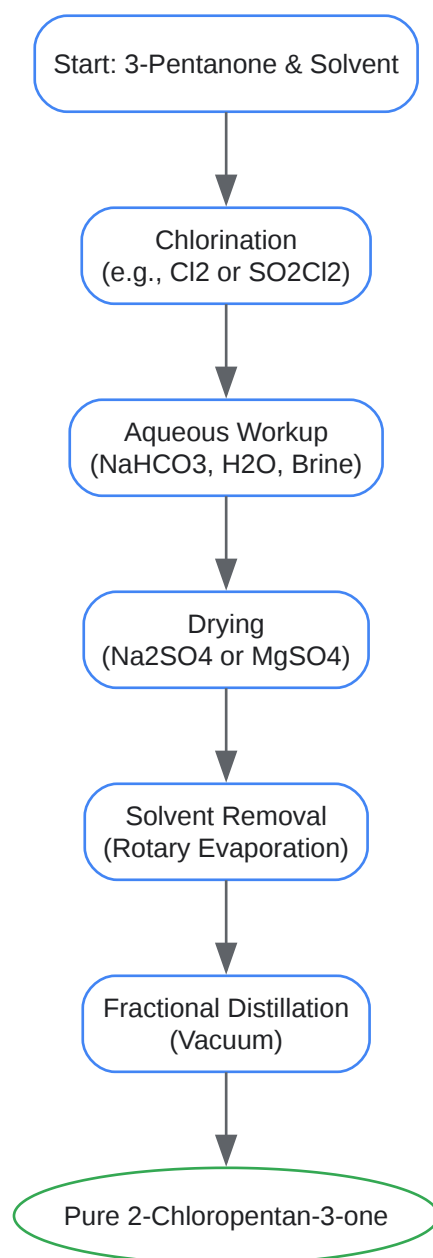 Start: 3-Pentanone & Solvent
Chlorination
(e.g., Cl2 or SO2Cl2)
Aqueous Workup
(NaHCO3, H2O, Brine)
Drying
(Na2SO4 or MgSO4)
Solvent Removal
(Rotary Evaporation)
Fractional Distillation
(Vacuum)
Pure 2-Chloropentan-3-one